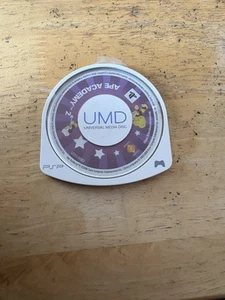 APE ACADEMY 2
UMD
UNIVERSAL MEDIA DISC
PSP